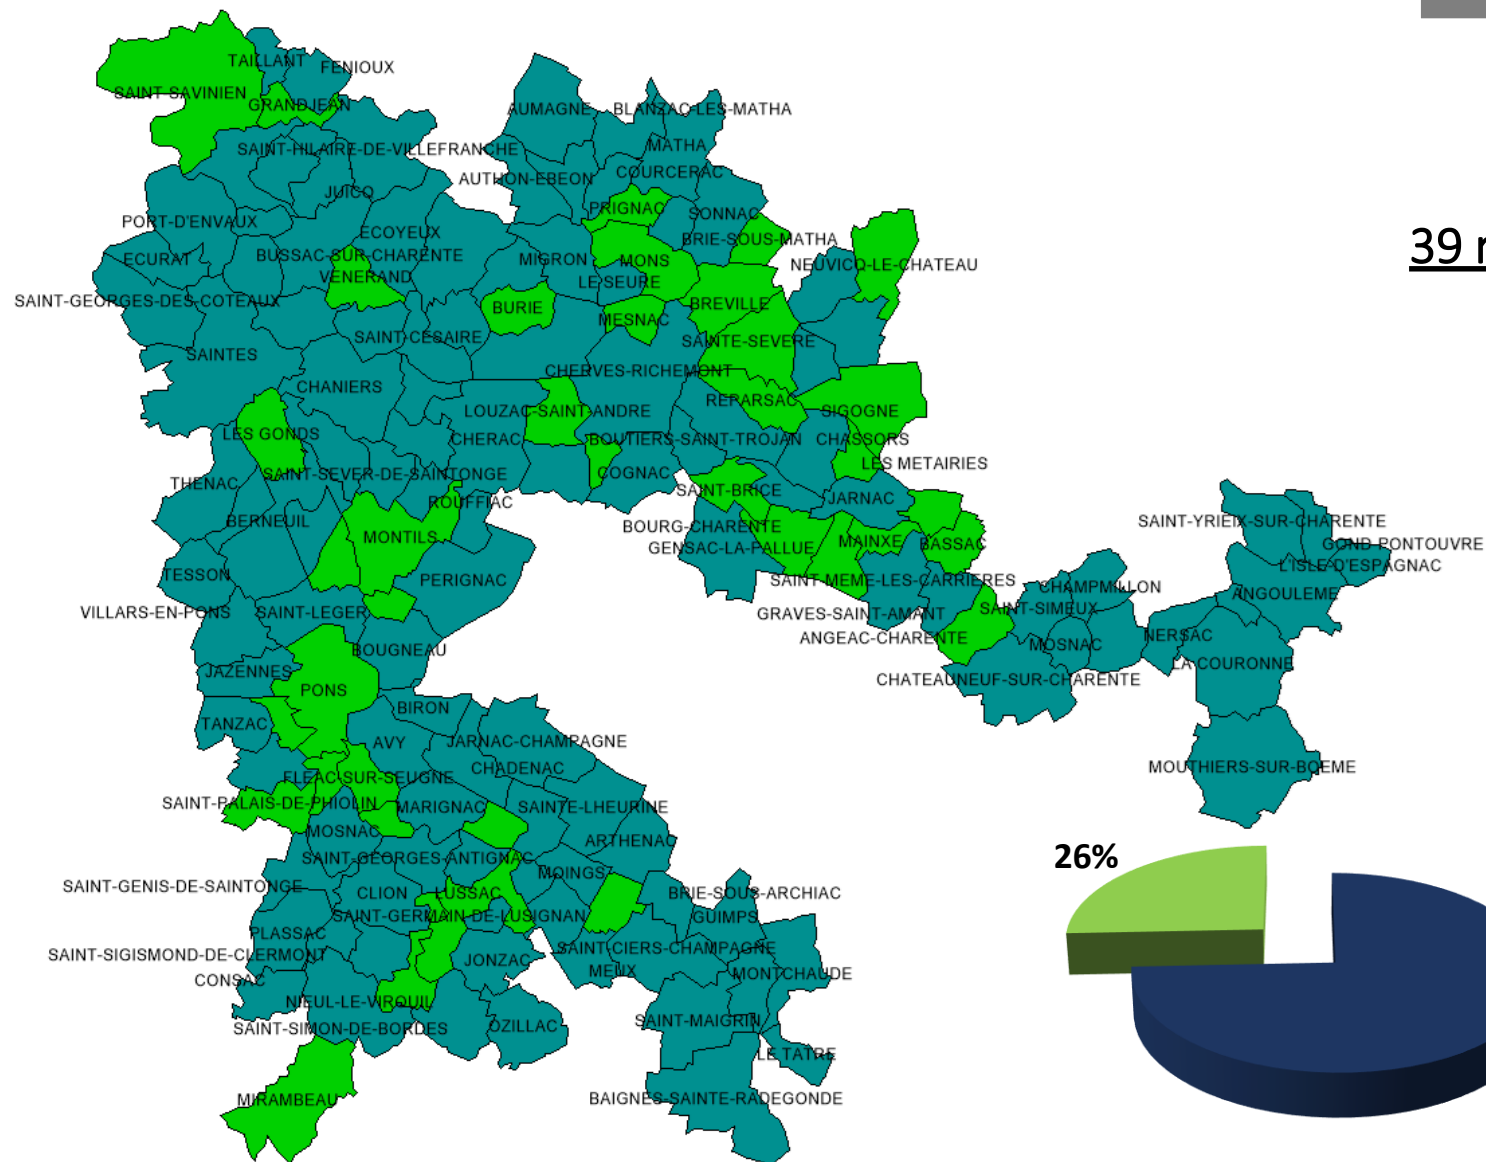 TAILLANT
FENIOUX
SAINT-SAVINIEN
GRANDJEAN
AUMAGNE
BLANZAC-LES-MATHA
SAINT-HILAIRE-DE-VILLEFRANCHE
MATHA
AUTHON-EBEON
COURCERAC
JUICQ
PRIGNAC
SONNAC
PORT-D'ENVAUX
ECOYEUX
BRIE-SOUS-MATHA
39 r
ECURAT
BUSSAC-SUR-CHARENTE
MIGRON
MONS
NEUVICQ-LE-CHATEAU
VENERAND
LE SEURE
SAINT-GEORGES-DES-COTEAUX
BURIE
BREVILLE
MESNAC
SAINT-CESAIRE
SAINTE-SEVERE
SAINTES
CHERVES-RICHEMONT
CHANIERS
REPARSAC
LOUZAC-SAINT-ANDRE
SIGOGNE
LES GONDS
CHERAC
BOUTIERS-SAINT-TROJAN
CHASSORS
LES METAIRIES
THENAC
SAINT-SEVER-DE-SAINTONGE
COGNAC
SAINT-BRICE
JARNAC
ROUFFIAC
BERNEUIL
BOURG-CHARENTE
SAINT-YRIEIX-SUR-CHARENTE
MONTILS
GENSAC-LA-PALLUE
MAINXE
BASSAC
GOND-PONTOUVRE
L'ISLE-D'ESPAGNAC
TESSON
PERIGNAC
SAINT-MEME-LES-CARRIERES
CHAMPMILLON
ANGOULEME
VILLARS-EN-PONS
SAINT-LEGER
GRAVES-SAINT-AMANT
SAINT-SIMEUX
ANGEAC-CHARENTE
MOSNAC
NERSAC
BOUGNEAU
LA COURONNE
JAZENNES
PONS
CHATEAUNEUF-SUR-CHARENTE
BIRON
TANZAC
AVY
JARNAC-CHAMPAGNE
CHADENAC
MOUTHIERS-SUR-BOEME
FLEAC-SUR-SEUGNE
SAINT-PALAIS-DE-PHIOLIN
MARIGNAC
SAINTE-LHEURINE
MOSNAC
ARTHENAC
26%
SAINT-GEORGES-ANTIGNAC
MOINGS
SAINT-GENIS-DE-SAINTONGE
CLION
LUSSAC
BRIE-SOUS-ARCHIAC
SAINT-GERMAIN-DE-LUSIGNAN
GUIMPS
PLASSAC
SAINT-SIGISMOND-DE-CLERMONT
JONZAC
SAINT-CIERS-CHAMPAGNE
MEUX
MONTCHAUDE
CONSAC
NIEUL-LE-VIROUIL
SAINT-MAIGRIN
SAINT-SIMON-DE-BORDES
OZILLAC
LE TATRE
MIRAMBEAU
BAIGNES-SAINTE-RADEGONDE